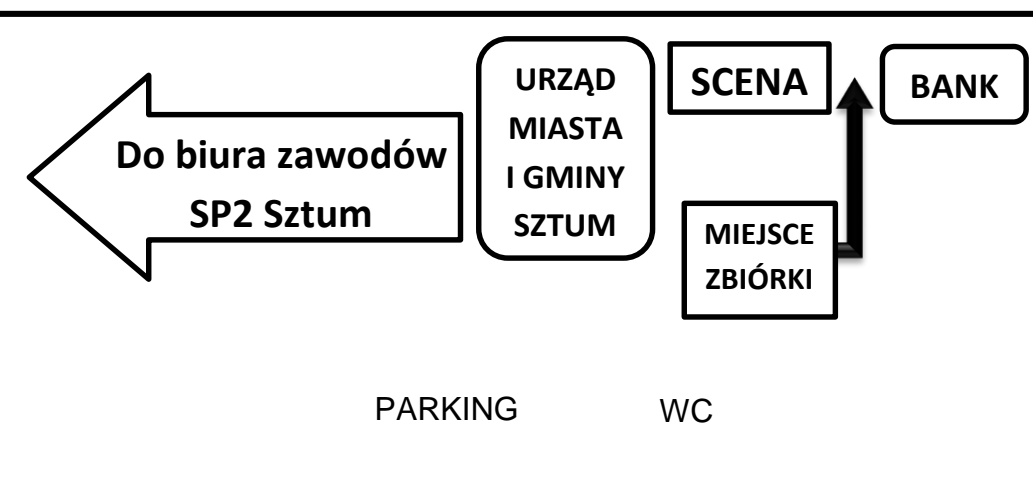 Do biura zawodów
SP2 Sztum
URZĄD
MIASTA
I GMINY
SZTUM
SCENA
BANK
MIEJSCE
ZBIÓRKI
PARKING
WC